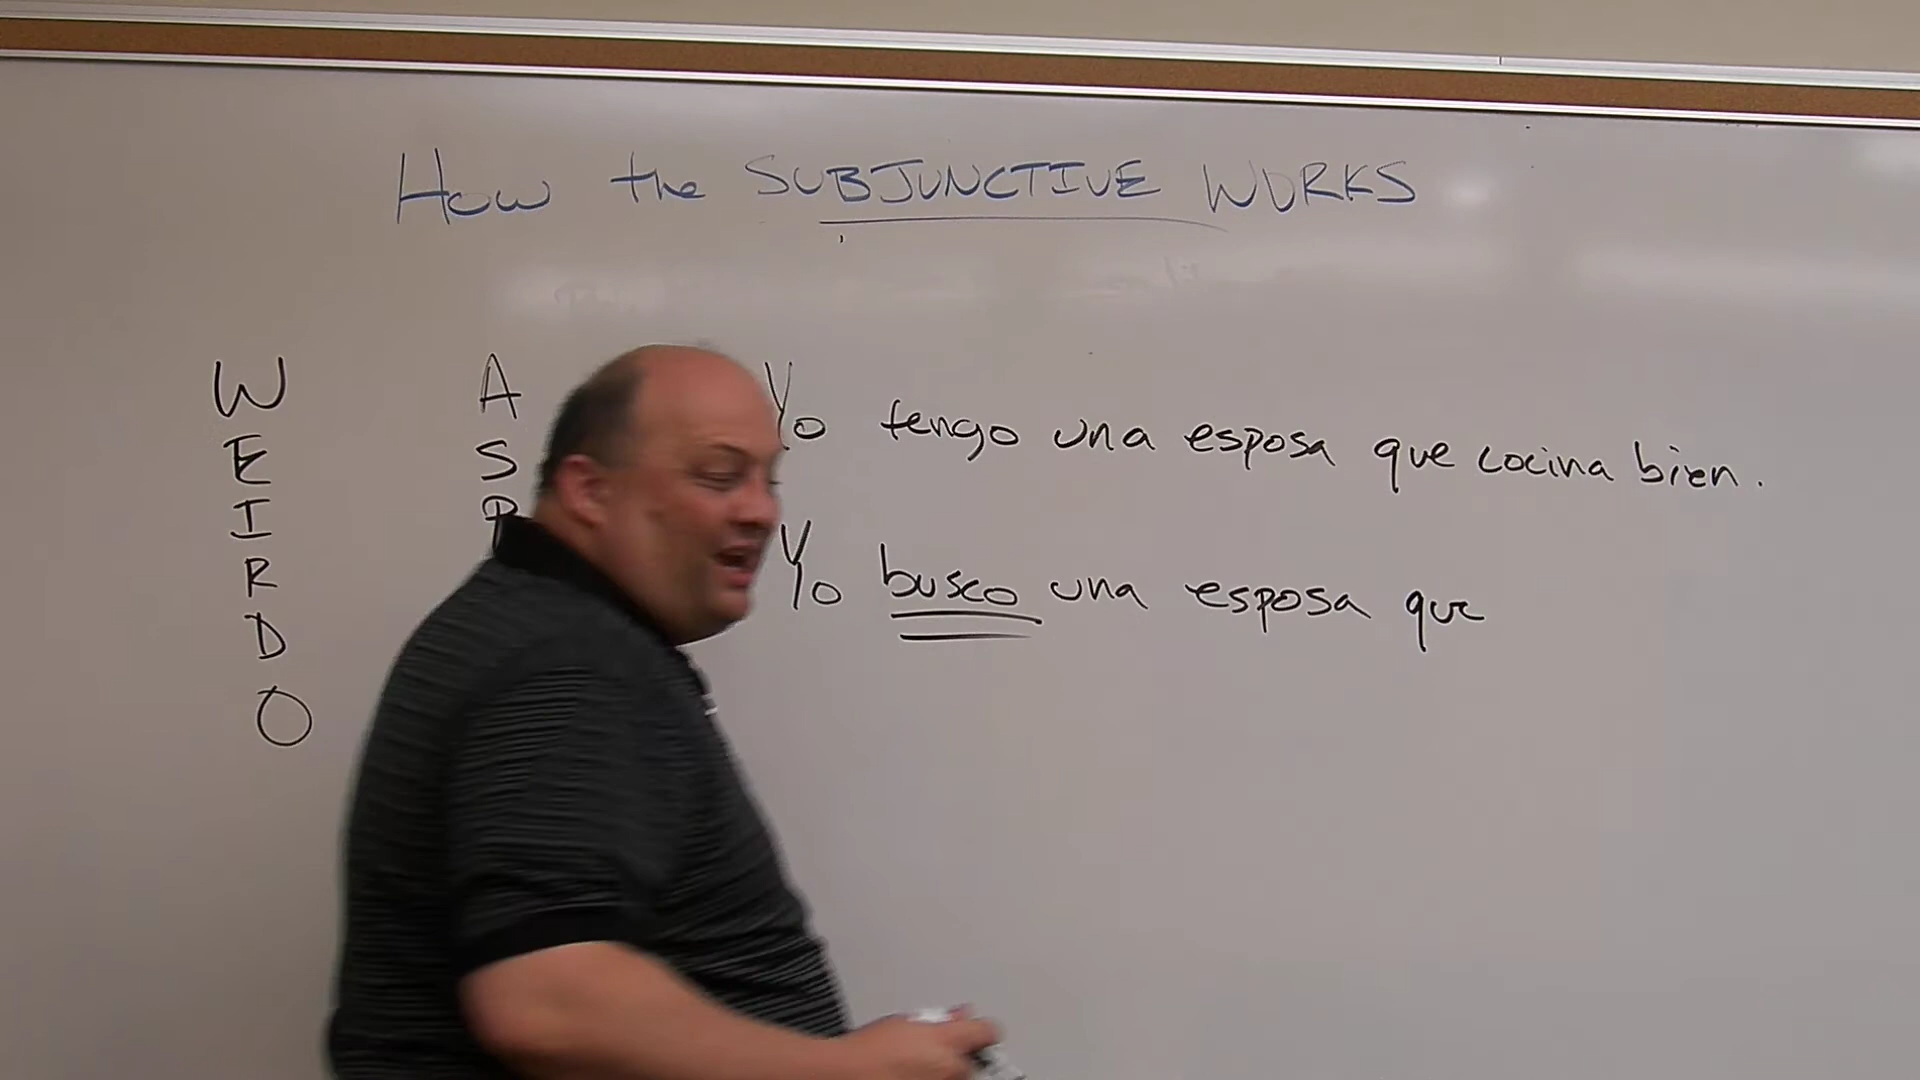 How the SUBJUNCTIVE WORKS
W
E
I
R
D
O
A
S
P
Yo tengo una esposa que cocina bien.
Yo busco una esposa que